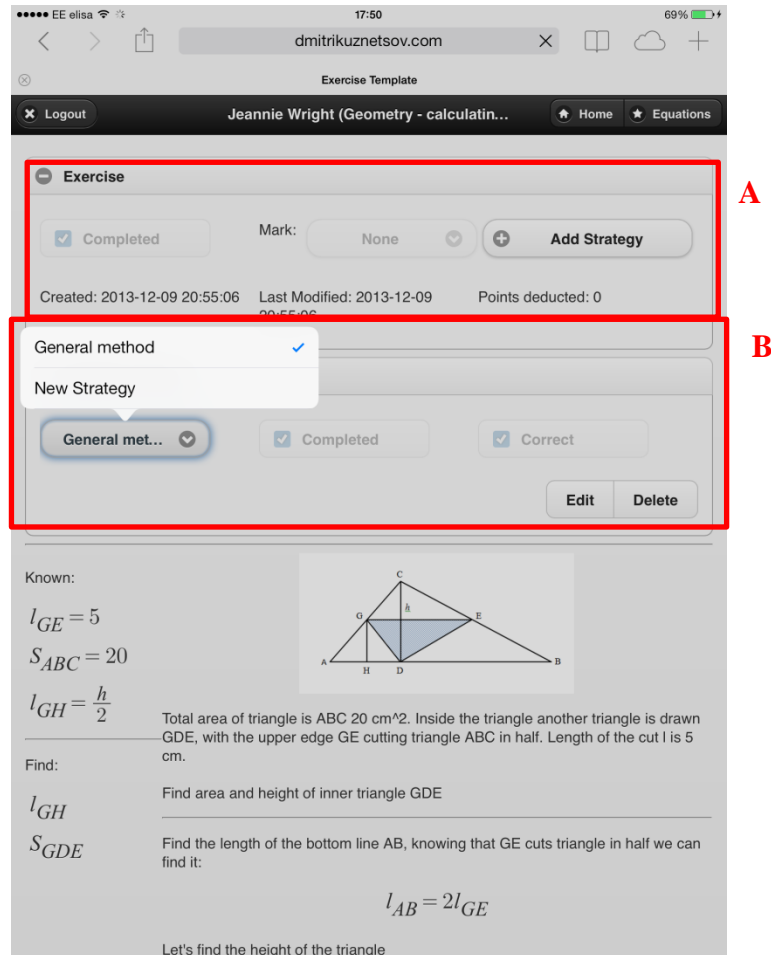 EE elisa 17:50 69%
dmitrikuznetsov.com
Exercise Template
Logout Jeannie Wright (Geometry - calculatin... Home Equations
Exercise
A
Completed Mark: None Add Strategy
Created: 2013-12-09 20:55:06 Last Modified: 2013-12-09 Points deducted: 0
20:55:06
B
General method
New Strategy
General met... Completed Correct
Edit Delete
Known:
l_GE = 5
S_ABC = 20
l_GH = h/2
Find:
l_GH
S_GDE
C
h
G E
A H D B
Total area of triangle is ABC 20 cm^2. Inside the triangle another triangle is drawn
GDE, with the upper edge GE cutting triangle ABC in half. Length of the cut l is 5
cm.
Find area and height of inner triangle GDE
Find the length of the bottom line AB, knowing that GE cuts triangle in half we can
find it:
l_AB = 2l_GE
Let's find the height of the triangle